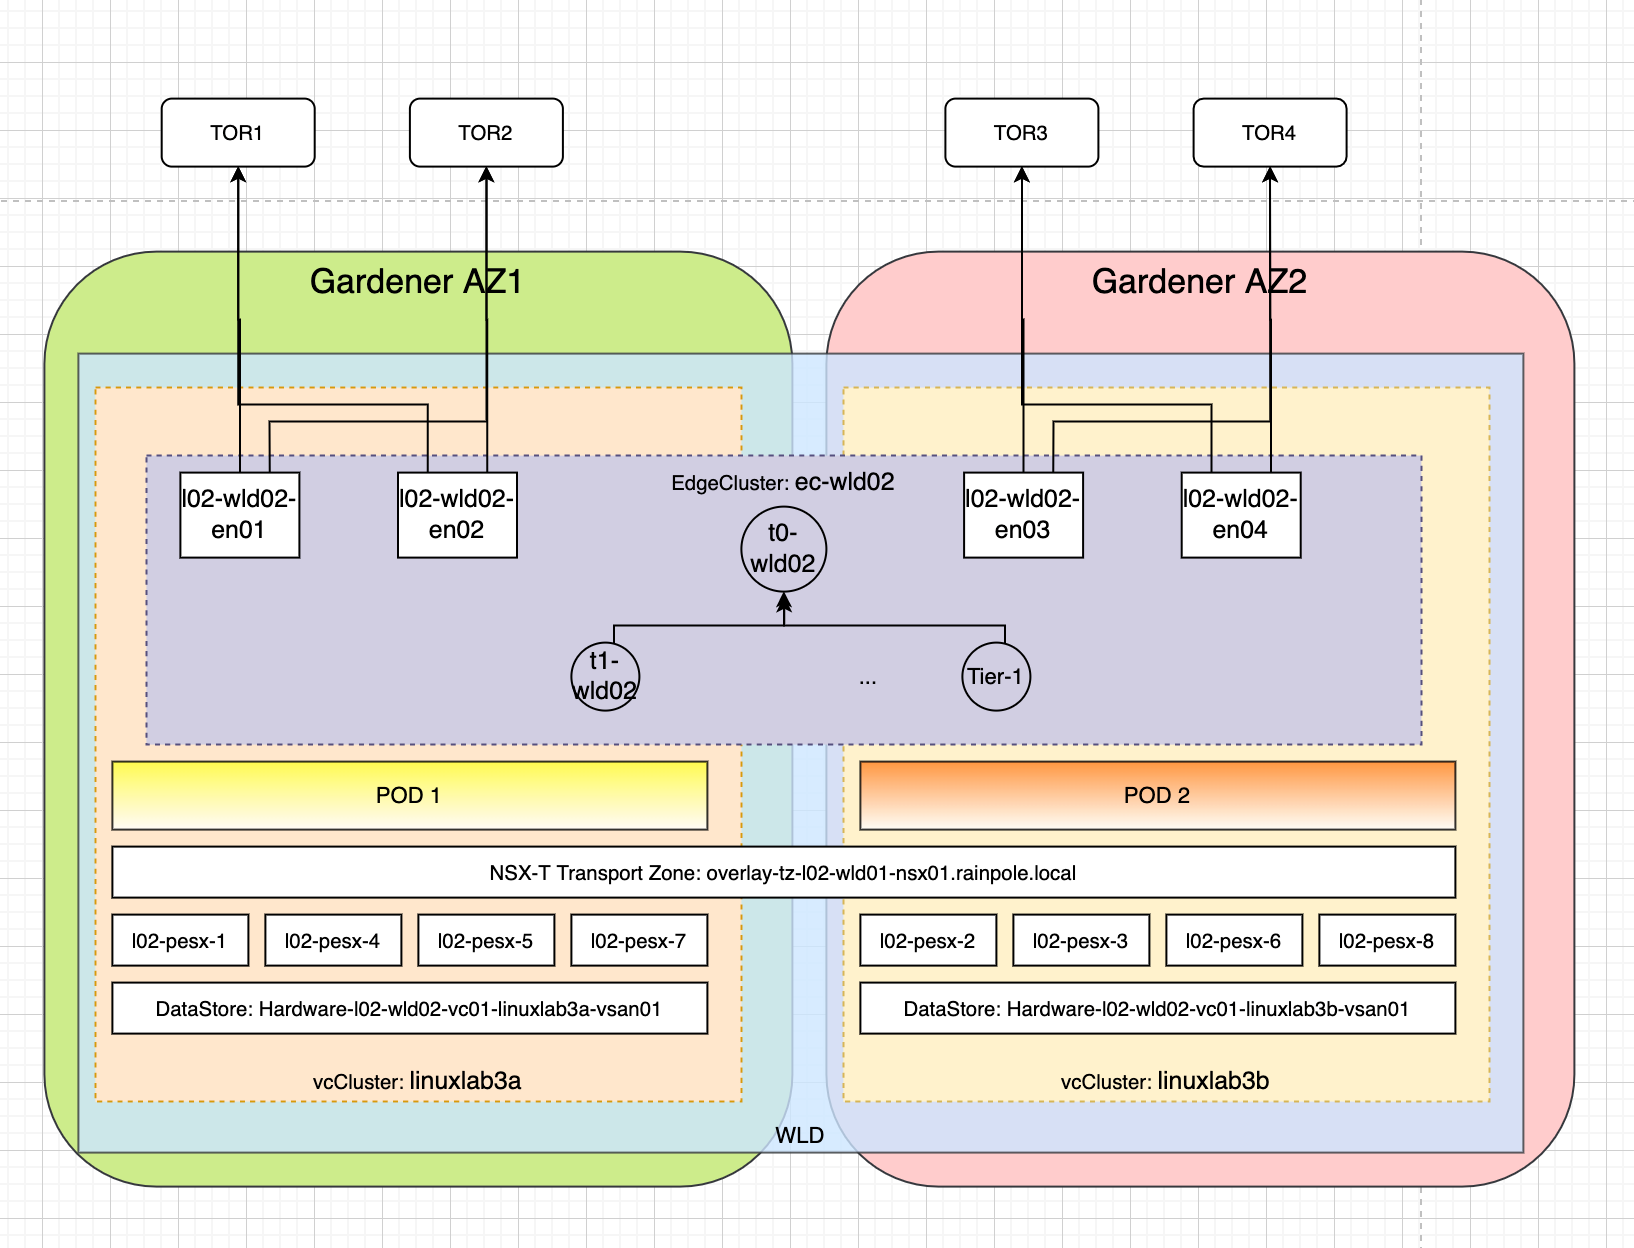 TOR1
TOR2
TOR3
TOR4
Gardener AZ1
Gardener AZ2
EdgeCluster: ec-wld02
l02-wld02-
en01
l02-wld02-
en02
t0-
wld02
l02-wld02-
en03
l02-wld02-
en04
t1-
wld02
...
Tier-1
POD 1
POD 2
NSX-T Transport Zone: overlay-tz-l02-wld01-nsx01.rainpole.local
l02-pesx-1
l02-pesx-4
l02-pesx-5
l02-pesx-7
l02-pesx-2
l02-pesx-3
l02-pesx-6
l02-pesx-8
DataStore: Hardware-l02-wld02-vc01-linuxlab3a-vsan01
DataStore: Hardware-l02-wld02-vc01-linuxlab3b-vsan01
vcCluster: linuxlab3a
vcCluster: linuxlab3b
WLD